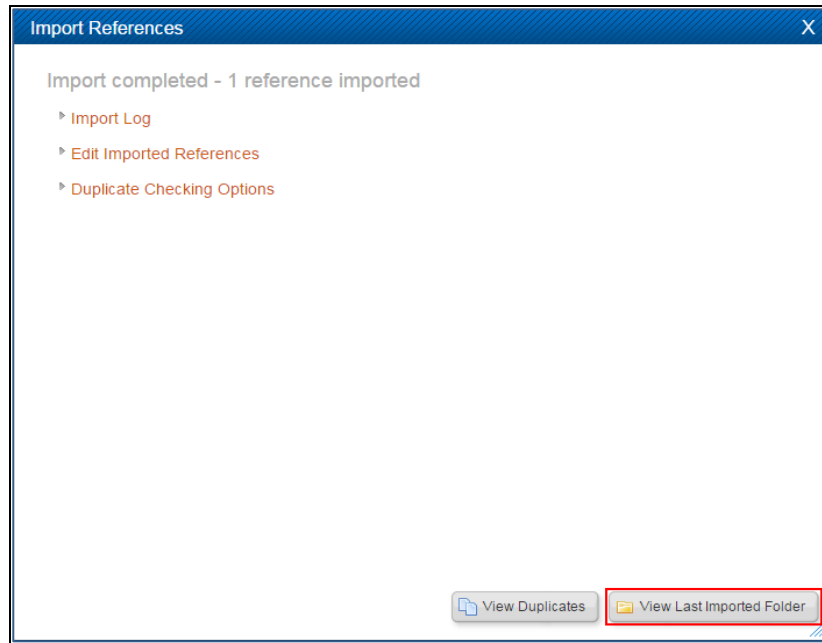 Import References X
Import completed - 1 reference imported
Import Log
Edit Imported References
Duplicate Checking Options
View Duplicates View Last Imported Folder